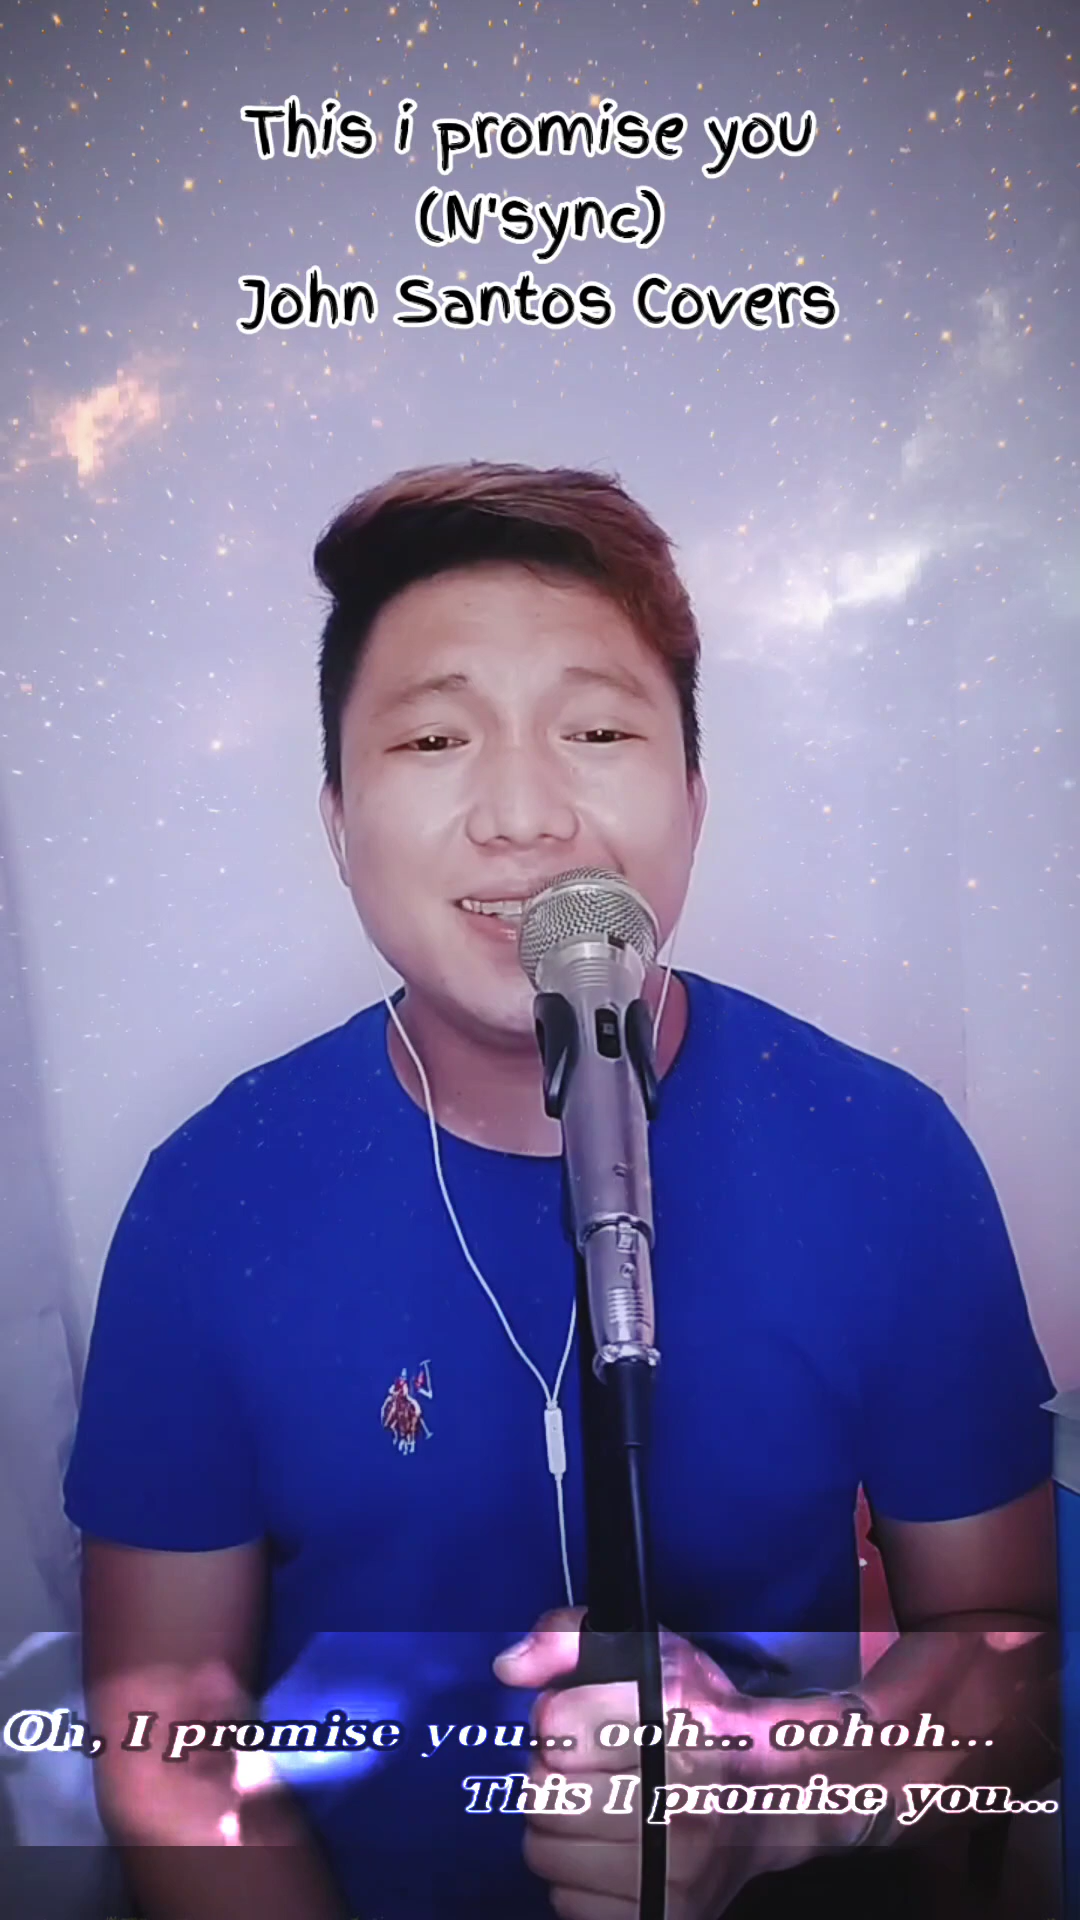 This i promise you
(N'sync)
John Santos Covers
Oh, I promise you... ooh... oohoh...
This I promise you...